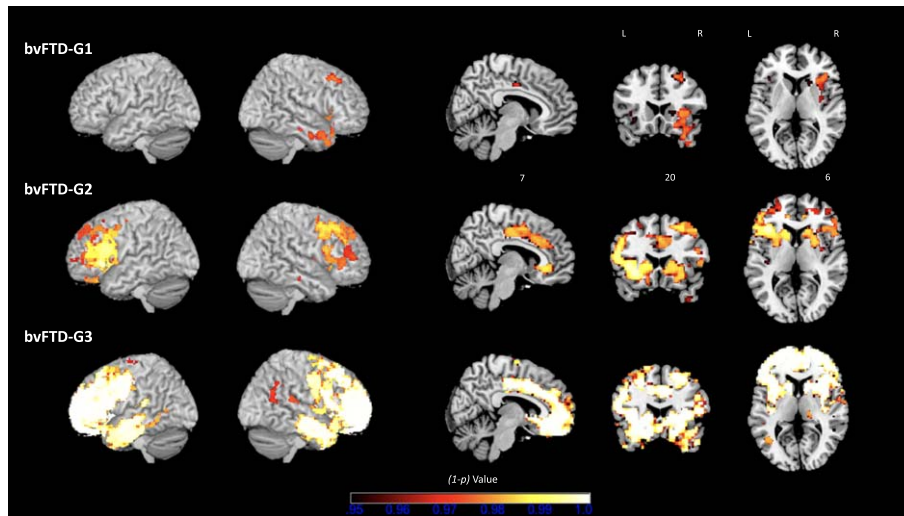 bvFTD-G1
L R L R
bvFTD-G2
7 20 6
bvFTD-G3
(1-p) Value
.95 0.96 0.97 0.98 0.99 1.0